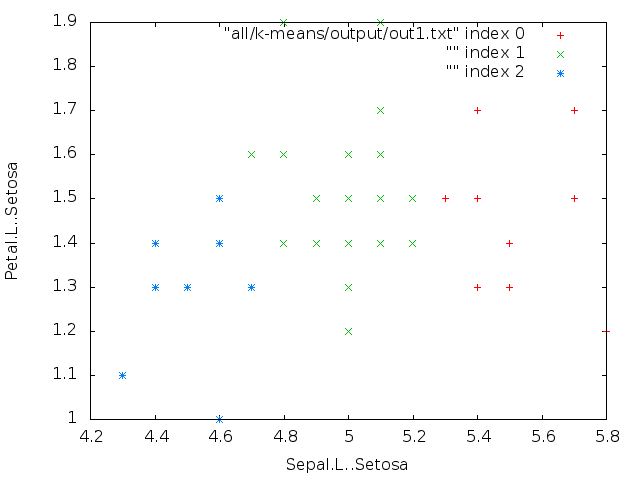 "all/k-means/output/out1.txt" index 0
"" index 1
"" index 2
1.9
1.8
1.7
1.6
1.5
1.4
1.3
1.2
1.1
1
4.2 4.4 4.6 4.8 5 5.2 5.4 5.6 5.8
Petal.L..Setosa
Sepal.L..Setosa